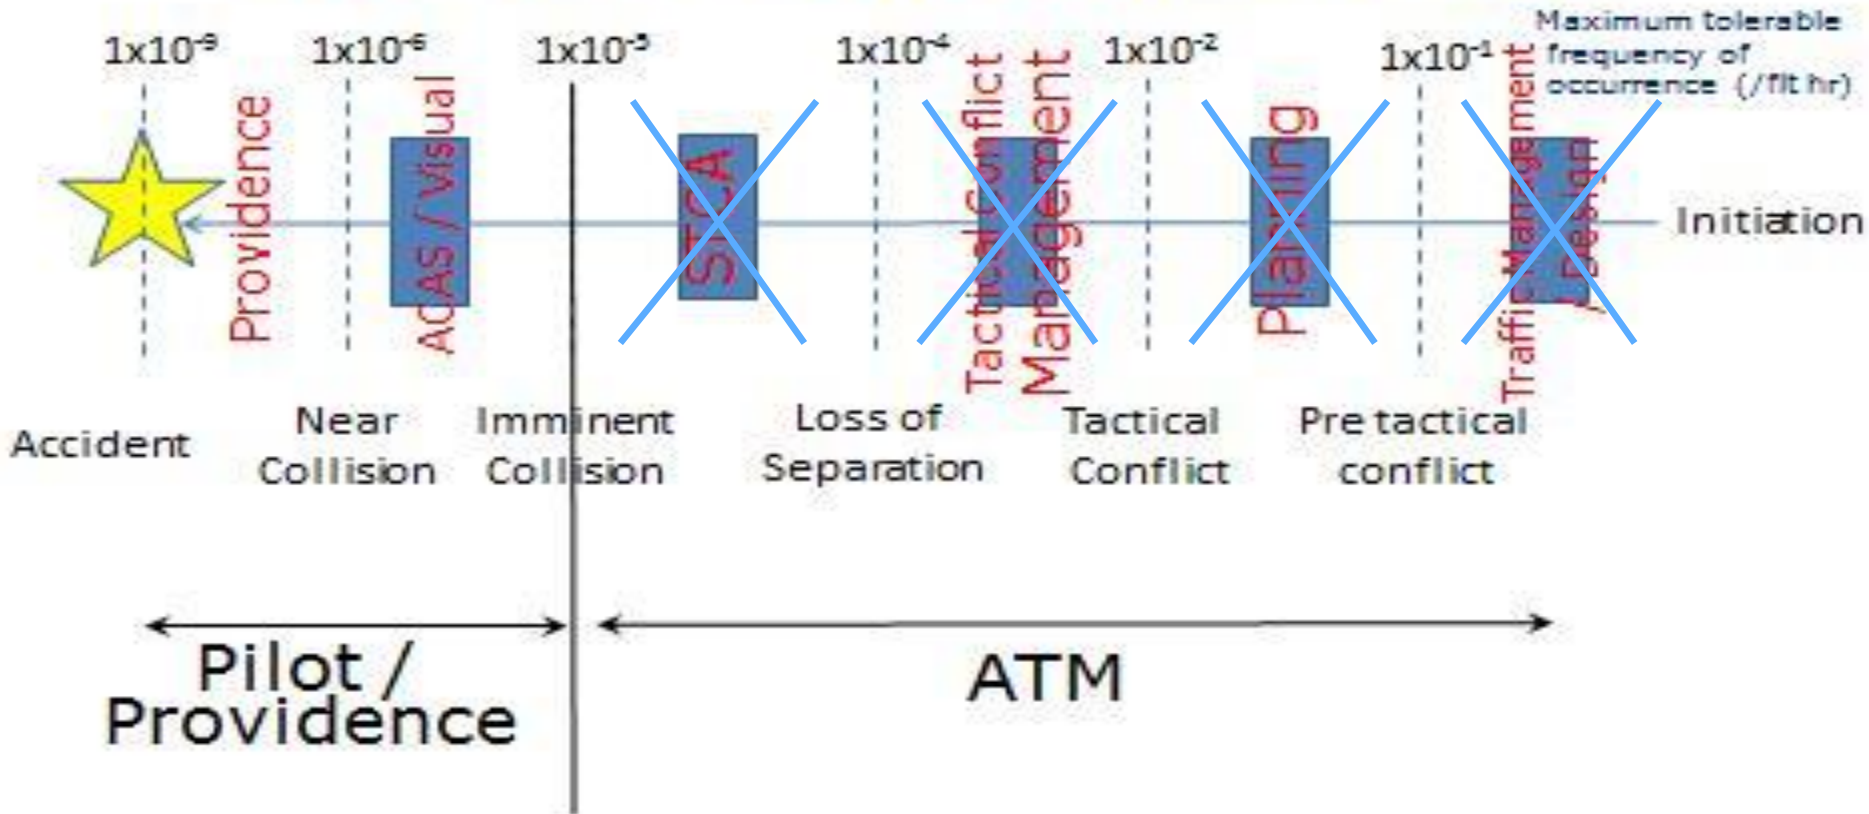 1x10⁻⁹
1x10⁻⁶
1x10⁻⁵
1x10⁻⁴
1x10⁻²
1x10⁻¹
Maximum tolerable
frequency of
occurrence (/flt hr)
Providence
ACAS / Visual
STCA
Tactical Conflict
Management
Planning
Traffic Management
/ Design
Initiation
Accident
Near
Collision
Imminent
Collision
Loss of
Separation
Tactical
Conflict
Pre tactical
conflict
Pilot /
Providence
ATM